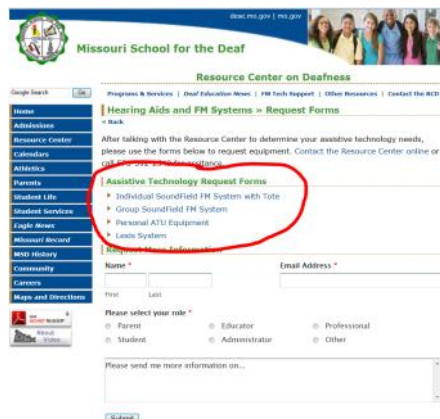 dese.mo.gov | mo.gov
Missouri School for the Deaf
Resource Center on Deafness
Google Search Go
Programs & Services | Deaf Education News | FM Tech Support | Other Resources | Contact the RCD
Home
Admissions
Resource Center
Calendars
Athletics
Parents
Student Life
Student Services
Eagle News
Missouri Record
MSD History
Community
Careers
Maps and Directions
About
Video
Hearing Aids and FM Systems » Request Forms
< Back
After talking with the Resource Center to determine your assistive technology needs,
please use the forms below to request equipment. Contact the Resource Center online or
call for
Assistive Technology Request Forms
Individual SoundField FM System with Tote
Group SoundField FM System
Personal ATU Equipment
Lexis System
Request More Information
Name *
Email Address *
First Last
Please select your role *
Parent Educator Professional
Student Administrator Other
Please send me more information on...
Submit